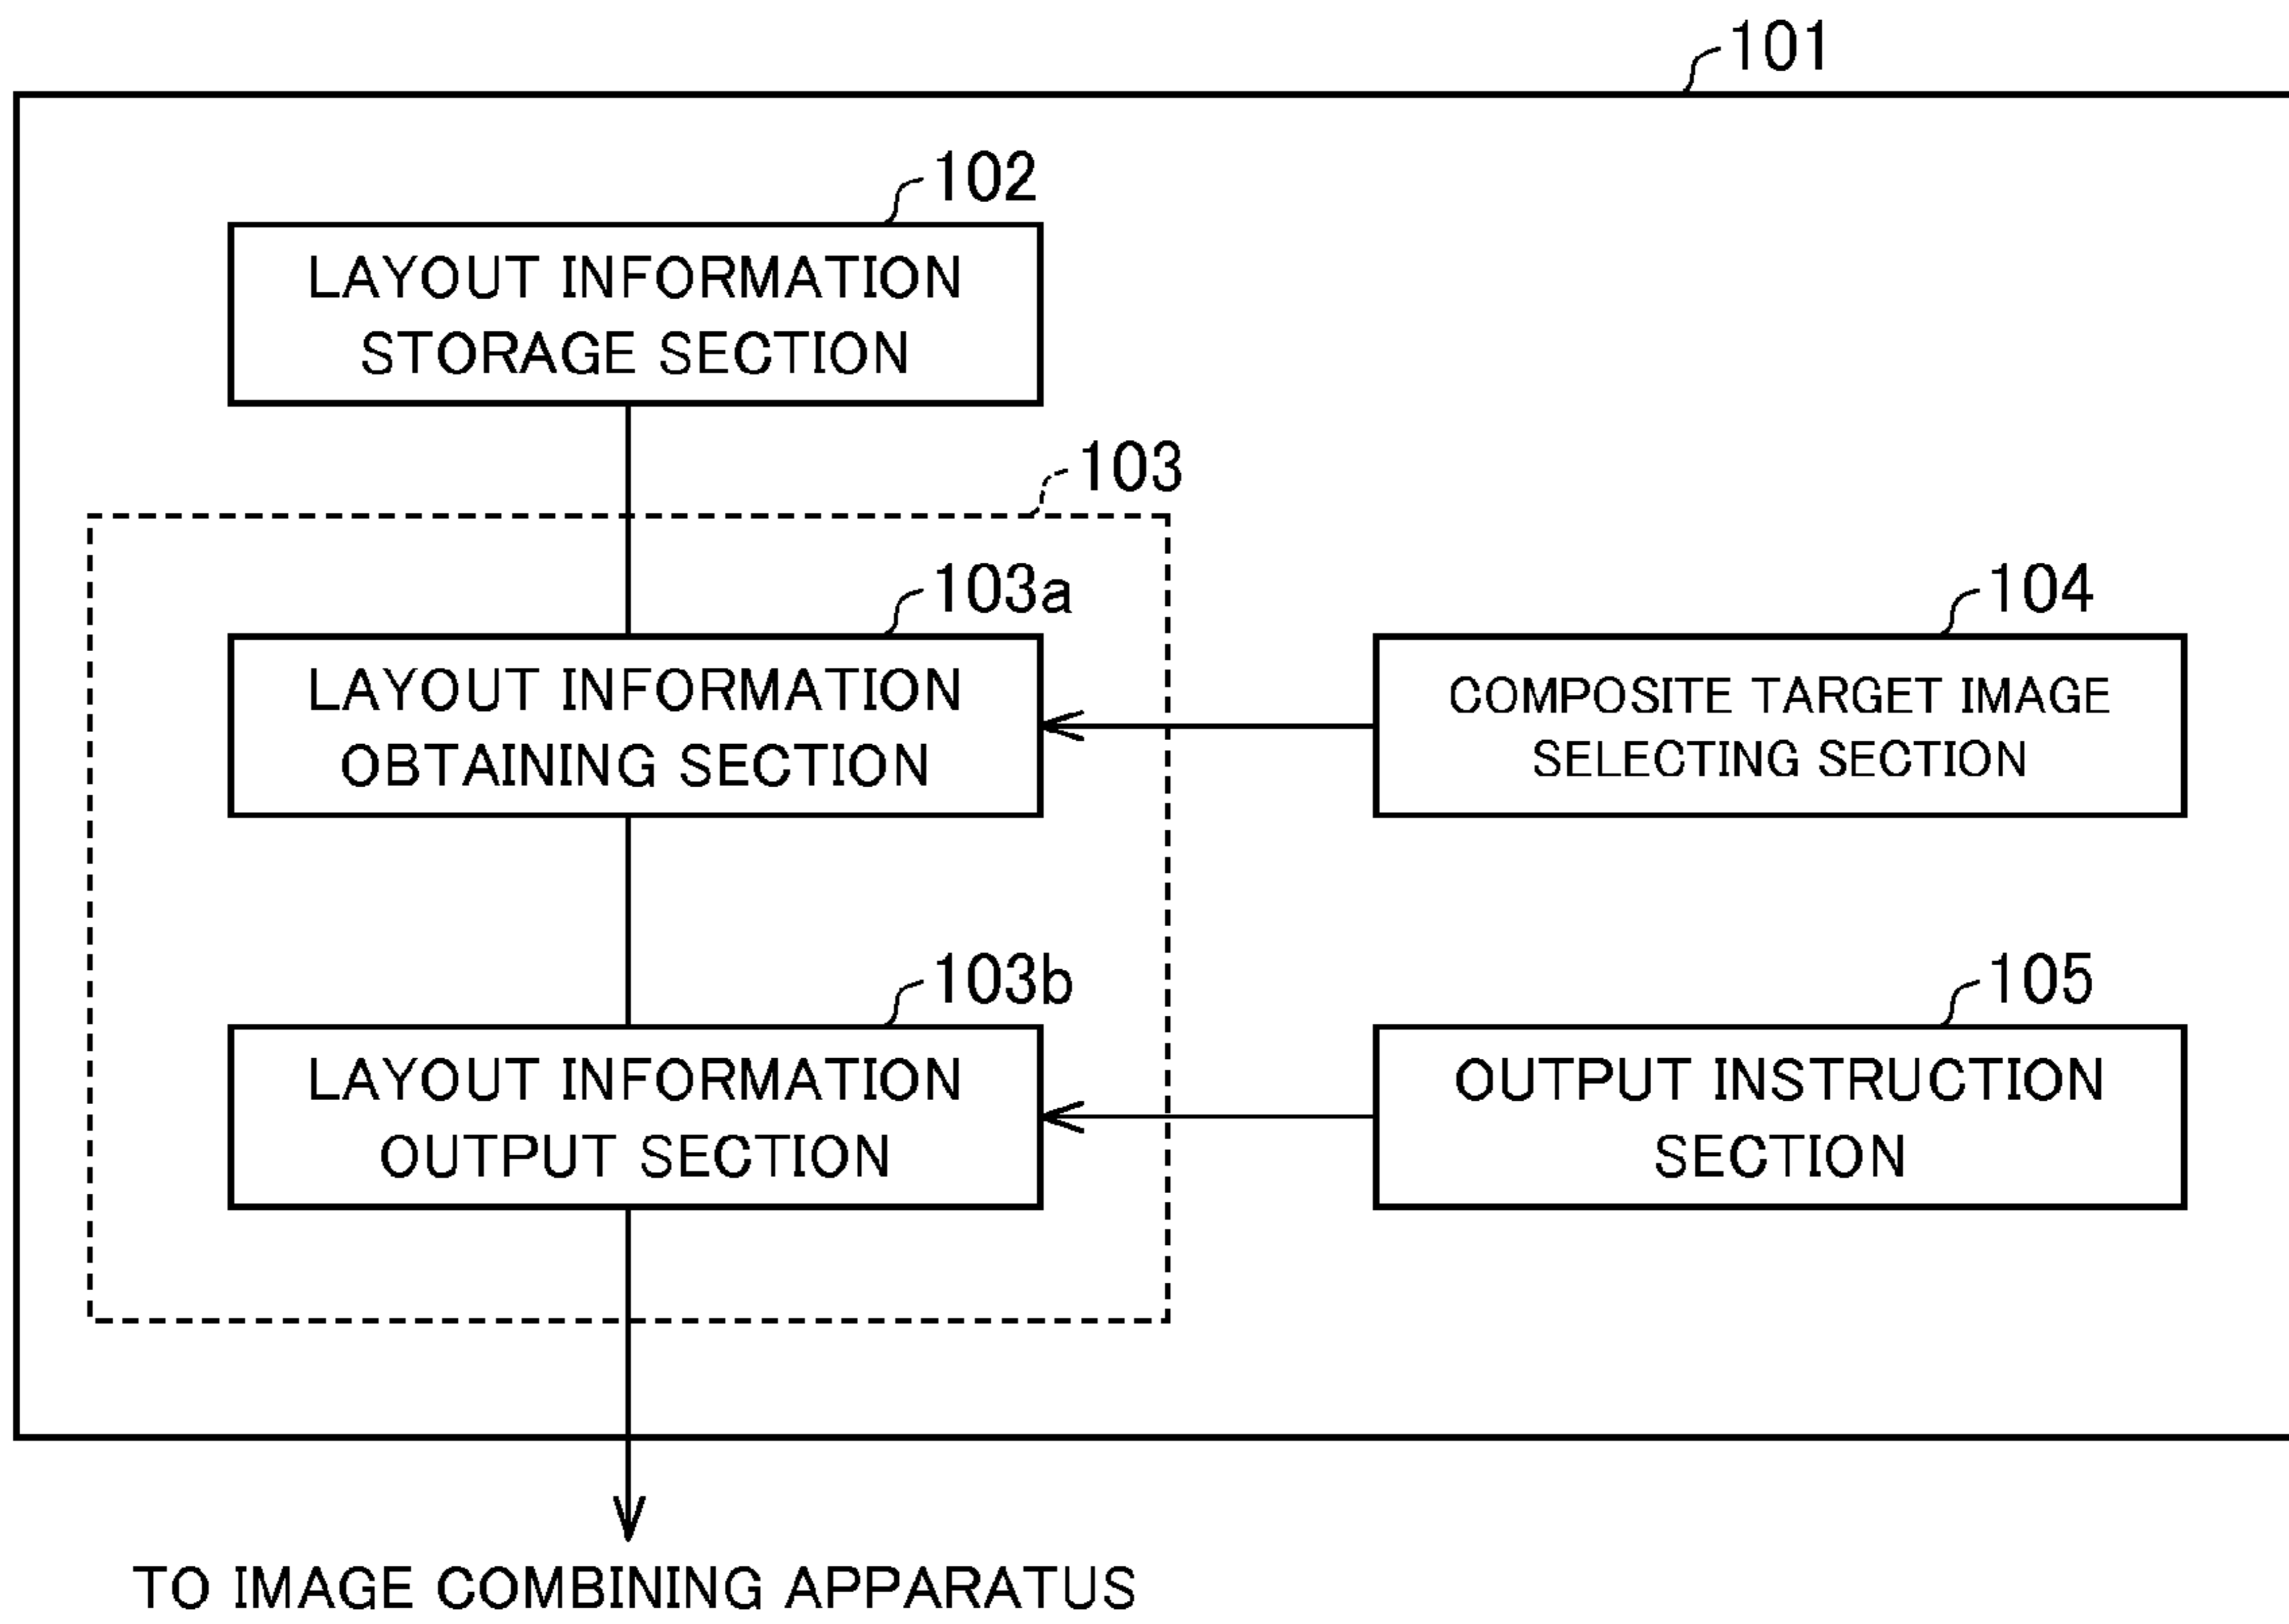 101
102
LAYOUT INFORMATION
STORAGE SECTION
103
103a
LAYOUT INFORMATION
OBTAINING SECTION
104
COMPOSITE TARGET IMAGE
SELECTING SECTION
103b
LAYOUT INFORMATION
OUTPUT SECTION
105
OUTPUT INSTRUCTION
SECTION
TO IMAGE COMBINING APPARATUS